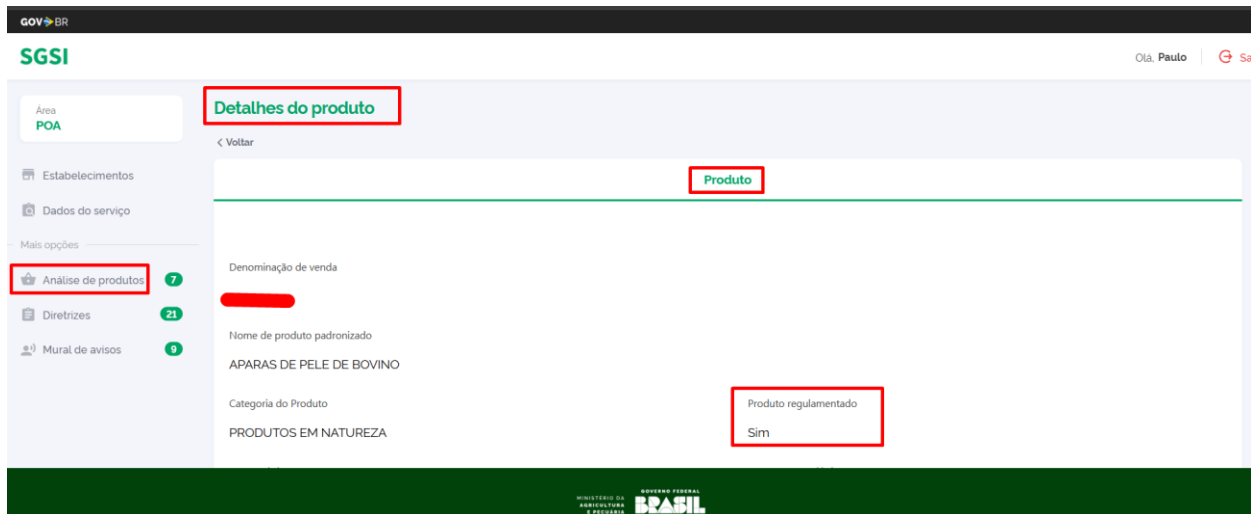 GOV BR
SGSI
Olá, Paulo
Área
POA
Detalhes do produto
Voltar
Estabelecimentos
Dados do serviço
Mais opções
Análise de produtos 7
Diretrizes 21
Mural de avisos 9
Produto
Denominação de venda
Nome de produto padronizado
APARAS DE PELE DE BOVINO
Categoria do Produto
PRODUTOS EM NATUREZA
Produto regulamentado
Sim
MINISTÉRIO DA
AGRICULTURA
E PECUÁRIA
GOVERNO FEDERAL
BRASIL